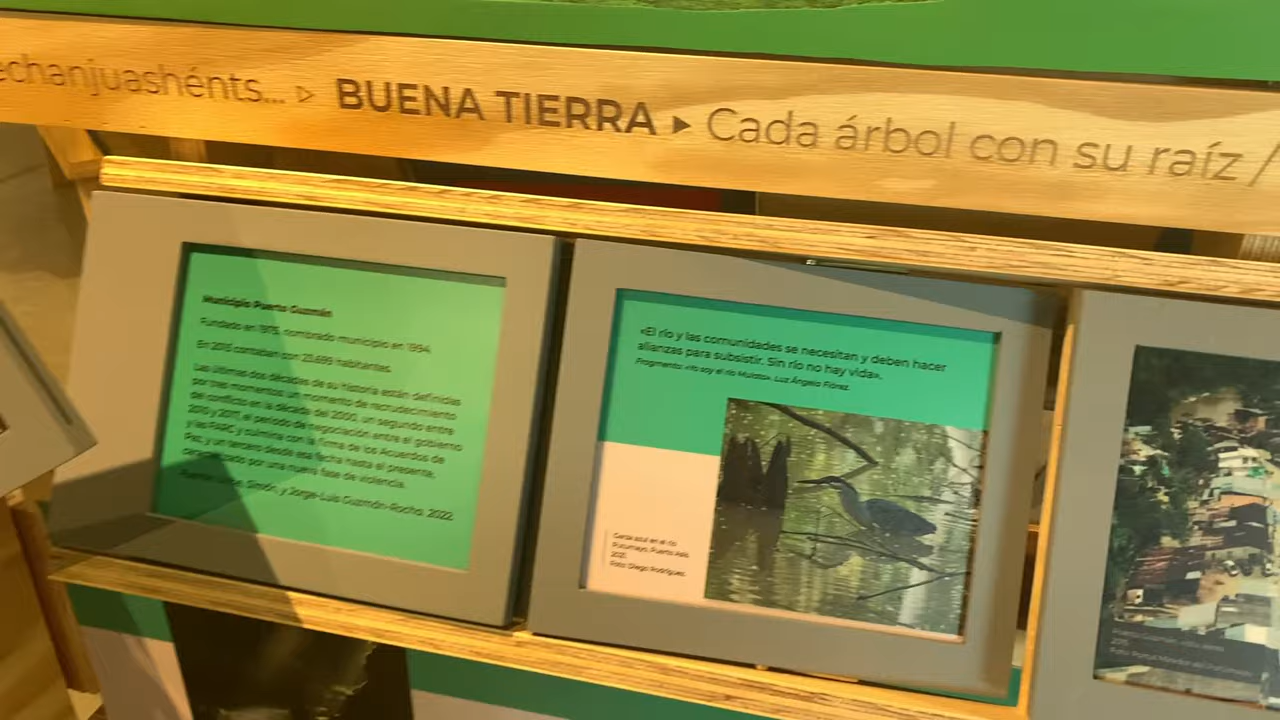 echanjuashénts... ▷ BUENA TIERRA ▶ Cada árbol con su raíz /
Municipio Puerto Guzmán
Fundado en 1975, nombrado municipio en 1994.
En 2015 contaban con 23.699 habitantes.
Las últimas dos décadas de su historia están definidas
por tres momentos: un momento de recrudecimiento
del conflicto en la década del 2000, un segundo entre
2010 y 2017, el periodo de negociación entre el gobierno
y las FARC y culmina con la firma de los Acuerdos de
Paz, y un tercero desde esa fecha hasta el presente,
por una nueva fase de violencia.
Simón, y Jorge-Luis Guzmán-Rocha. 2022
«El río y las comunidades se necesitan y deben hacer
alianzas para subsistir. Sin río no hay vida».
Fragmento: «Yo soy el río Mulato». Luz Ángela Flórez.
Garza azul en el río
Putumayo, Puerto Asís.
2021.
Foto: Diego Rodríguez.